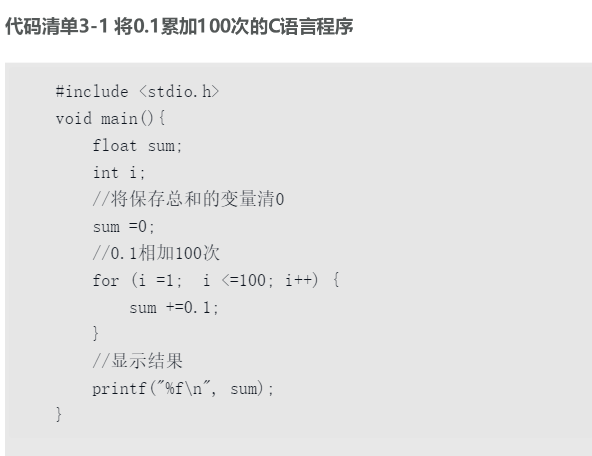 代码清单3-1 将0.1累加100次的C语言程序
#include <stdio.h>
void main(){
float sum;
int i;
//将保存总和的变量清0
sum =0;
//0.1相加100次
for (i =1;  i <=100; i++) {
sum +=0.1;
}
//显示结果
printf("%f\n", sum);
}